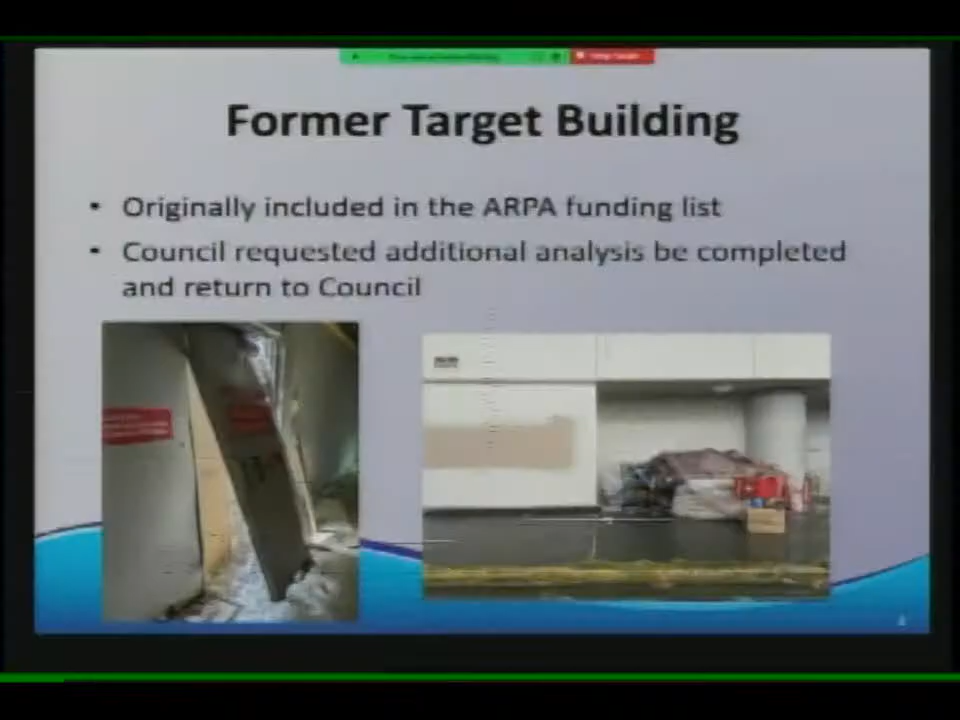 Former Target Building
• Originally included in the ARPA funding list
• Council requested additional analysis be completed
and return to Council